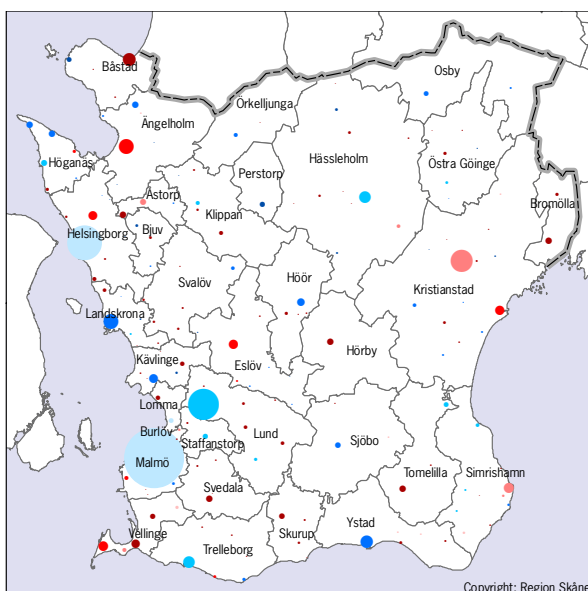 Båstad
Osby
Örkelljunga
Ängelholm
Hässleholm
Östra Göinge
Höganäs
Perstorp
Åstorp
Bromölla
Klippan
Bjuv
Helsingborg
Svalöv
Höör
Kristianstad
Landskrona
Hörby
Kävlinge
Eslöv
Lomma
Burlöv
Lund
Staffanstorp
Sjöbo
Malmö
Tomelilla
Simrishamn
Svedala
Vellinge
Skurup
Ystad
Trelleborg
Copyright: Region Skåne